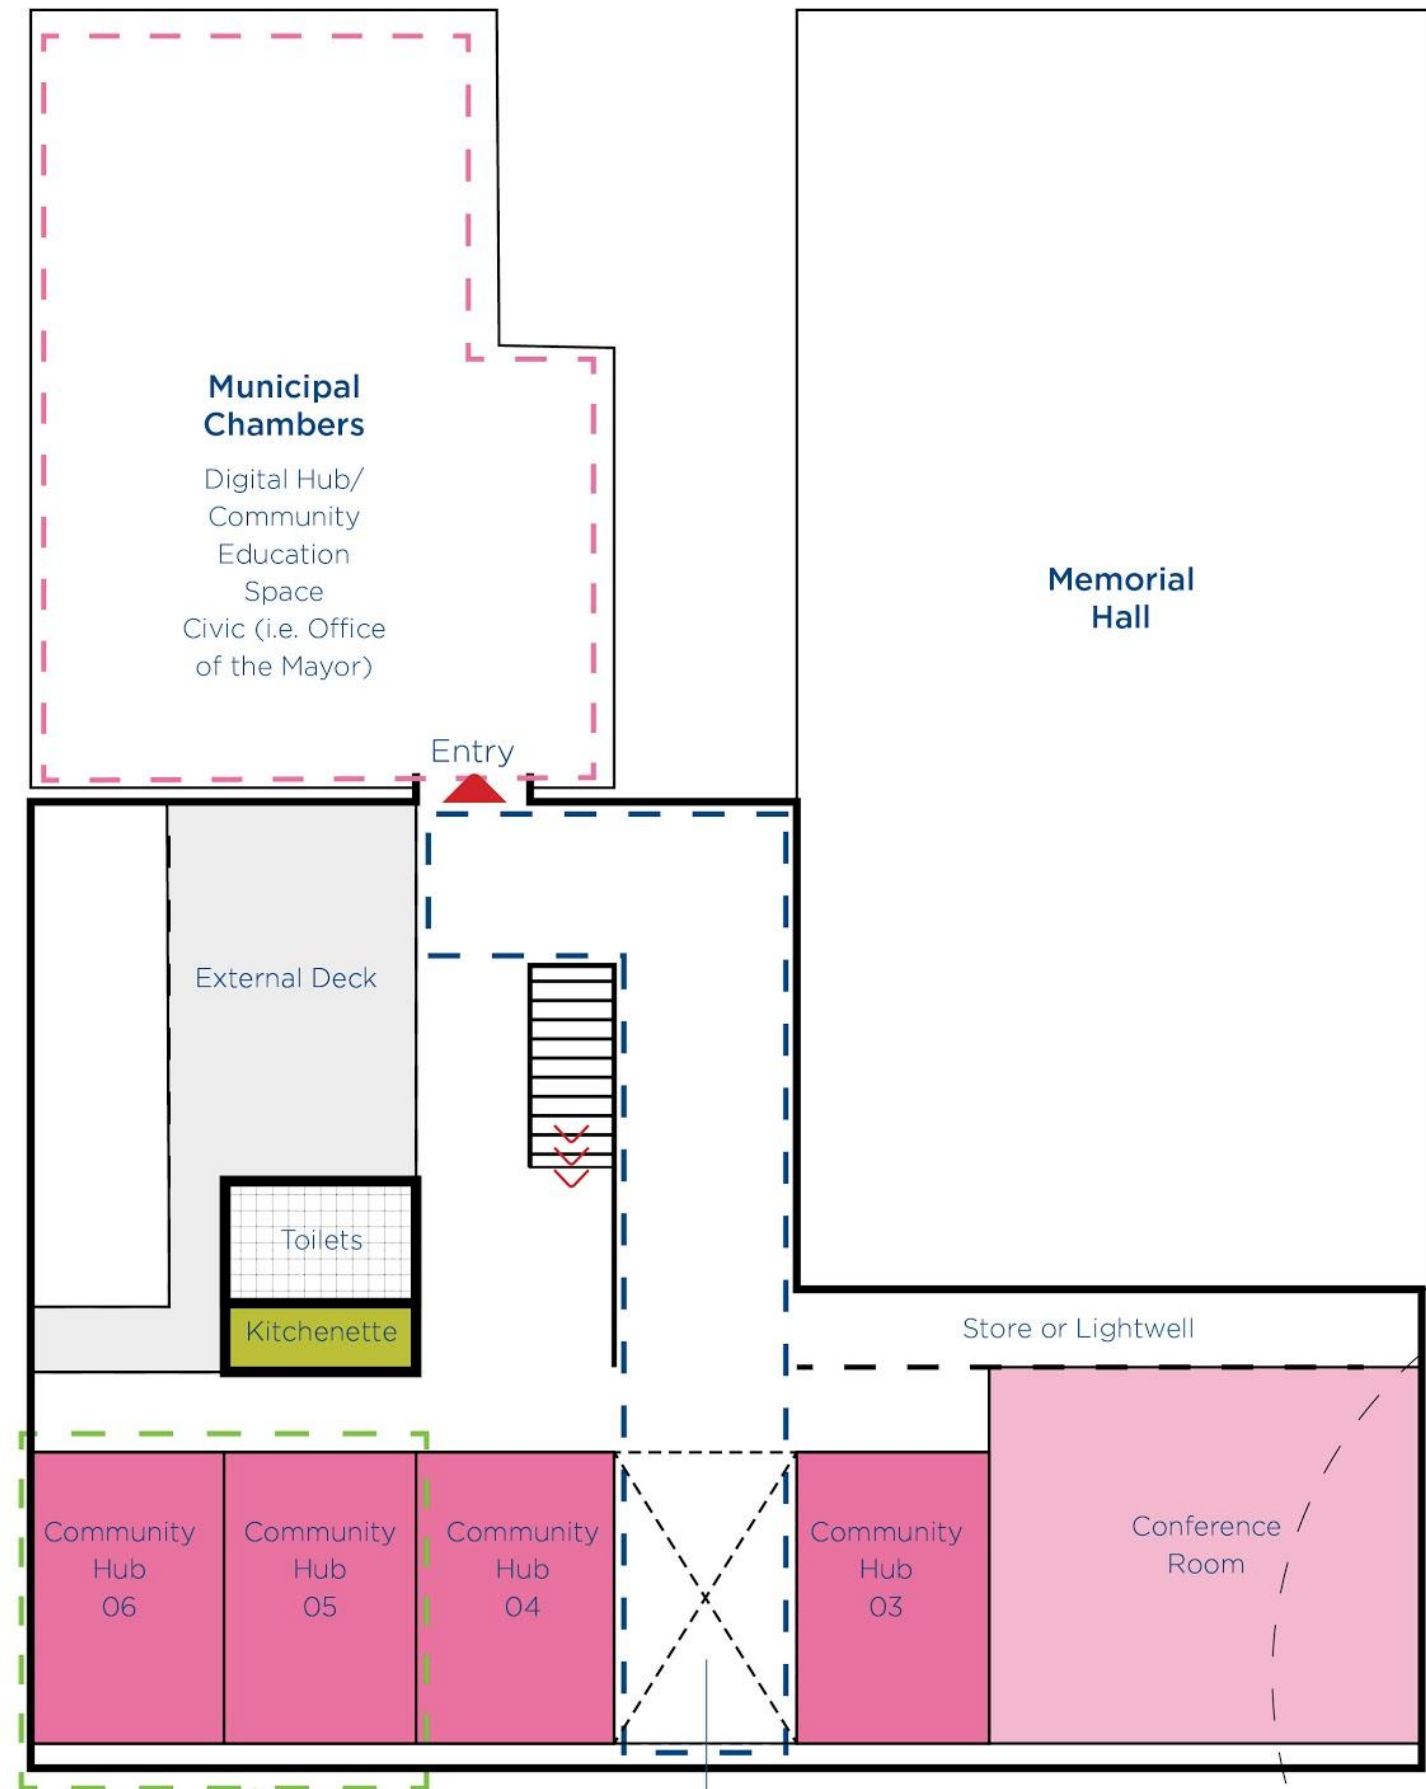 Municipal
Chambers
Digital Hub/
Community
Education
Space
Civic (i.e. Office
of the Mayor)
Memorial
Hall
Entry
External Deck
Toilets
Kitchenette
Store or Lightwell
Community
Hub
06
Community
Hub
05
Community
Hub
04
Community
Hub
03
Conference
Room